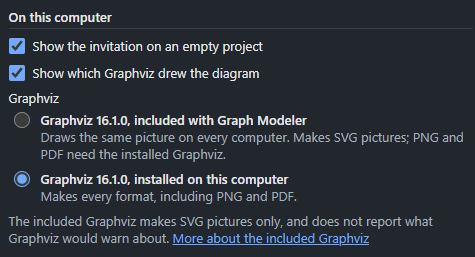 On this computer
Show the invitation on an empty project
Show which Graphviz drew the diagram
Graphviz
Graphviz 16.1.0, included with Graph Modeler
Draws the same picture on every computer. Makes SVG pictures; PNG and
PDF need the installed Graphviz.
Graphviz 16.1.0, installed on this computer
Makes every format, including PNG and PDF.
The included Graphviz makes SVG pictures only, and does not report what
Graphviz would warn about. More about the included Graphviz